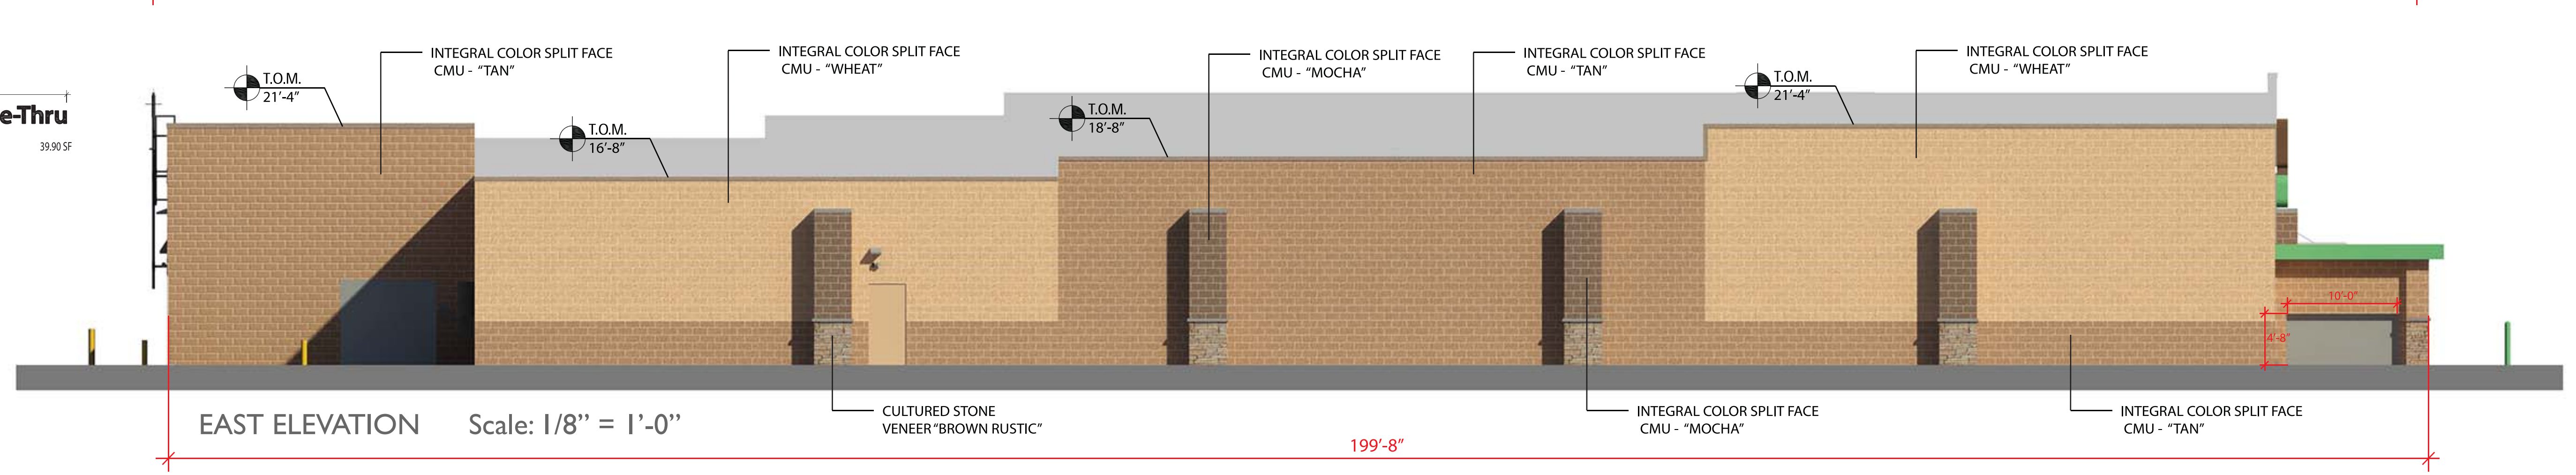 e-Thru
39.90 SF
T.O.M.
21'-4"
INTEGRAL COLOR SPLIT FACE
CMU - "TAN"
T.O.M.
16'-8"
INTEGRAL COLOR SPLIT FACE
CMU - "WHEAT"
T.O.M.
18'-8"
INTEGRAL COLOR SPLIT FACE
CMU - "MOCHA"
INTEGRAL COLOR SPLIT FACE
CMU - "TAN"
T.O.M.
21'-4"
INTEGRAL COLOR SPLIT FACE
CMU - "WHEAT"
10'-0"
4'-8"
EAST ELEVATION Scale: 1/8" = 1'-0"
CULTURED STONE
VENEER "BROWN RUSTIC"
INTEGRAL COLOR SPLIT FACE
CMU - "MOCHA"
INTEGRAL COLOR SPLIT FACE
CMU - "TAN"
199'-8"